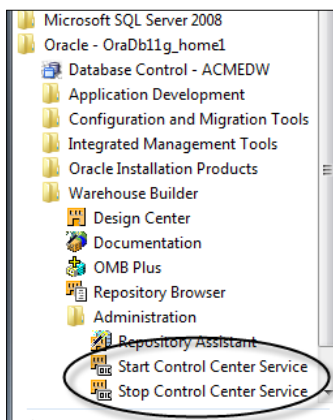 Microsoft SQL Server 2008
Oracle - OraDb11g_home1
Database Control - ACMEDW
Application Development
Configuration and Migration Tools
Integrated Management Tools
Oracle Installation Products
Warehouse Builder
Design Center
Documentation
OMB Plus
Repository Browser
Administration
Repository Assistant
Start Control Center Service
Stop Control Center Service